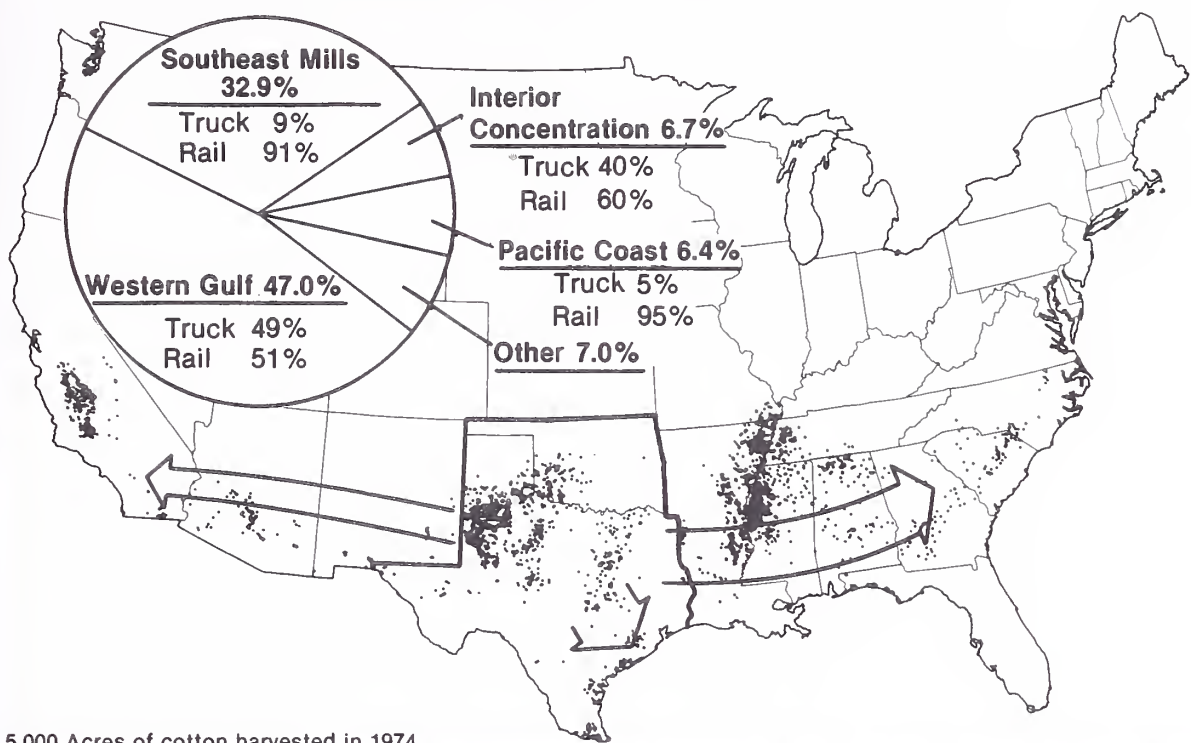 Southeast Mills
32.9%
Truck 9%
Rail 91%
Interior
Concentration 6.7%
Truck 40%
Rail 60%
Pacific Coast 6.4%
Truck 5%
Rail 95%
Western Gulf 47.0%
Truck 49%
Rail 51%
Other 7.0%
5,000 Acres of cotton harvested in 1974